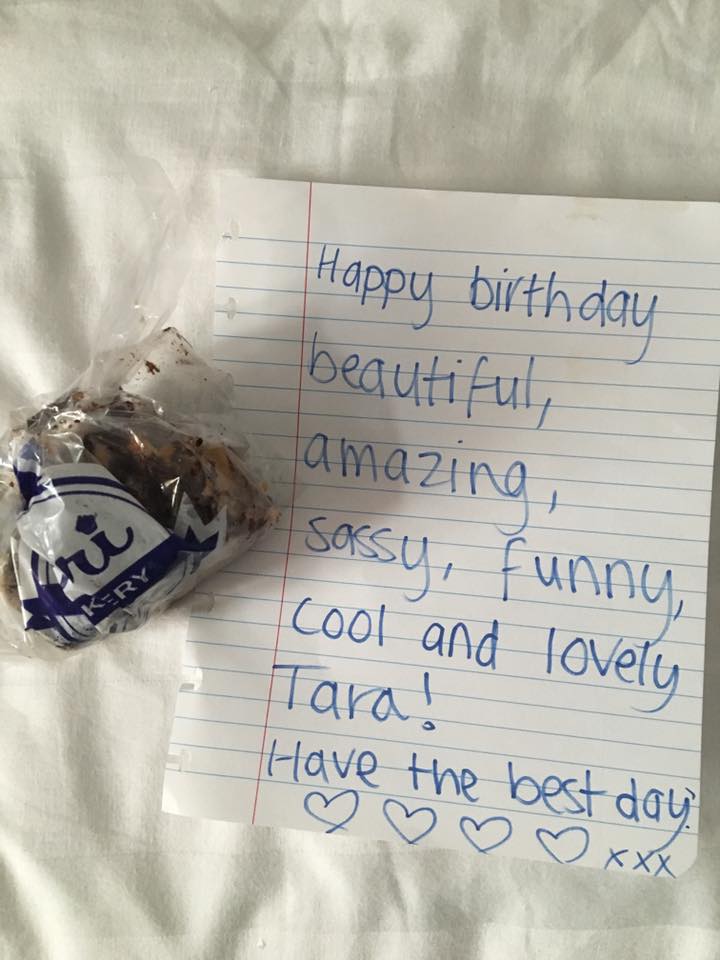 Happy birthday
beautiful,
amazing,
sassy, funny,
cool and lovely
Tara!
Have the best day!
♡ ♡ ♡ ♡ xxx